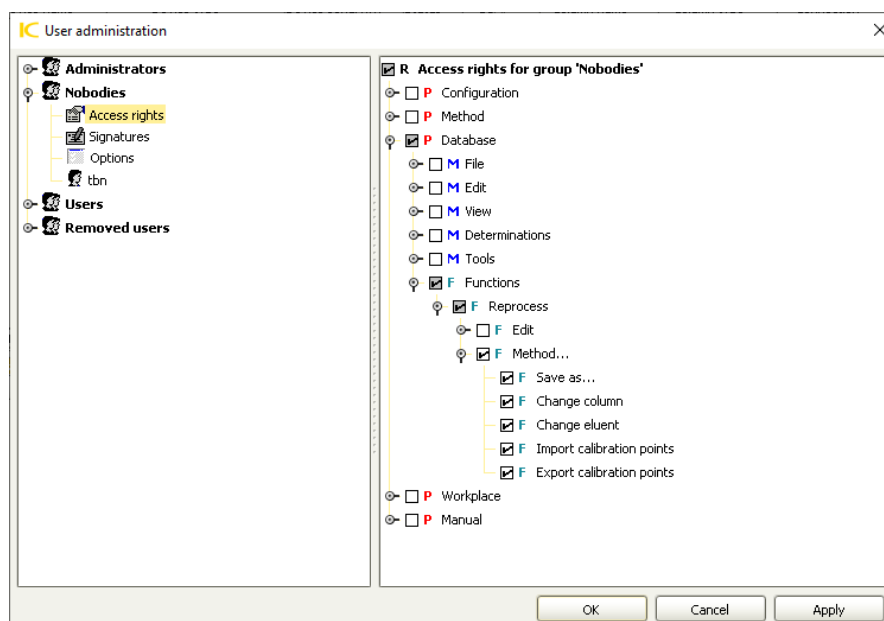 IC User administration
Administrators
Nobodies
Access rights
Signatures
Options
tbn
Users
Removed users
R Access rights for group 'Nobodies'
P Configuration
P Method
P Database
M File
M Edit
M View
M Determinations
M Tools
F Functions
F Reprocess
F Edit
F Method...
F Save as...
F Change column
F Change eluent
F Import calibration points
F Export calibration points
P Workplace
P Manual
OK Cancel Apply